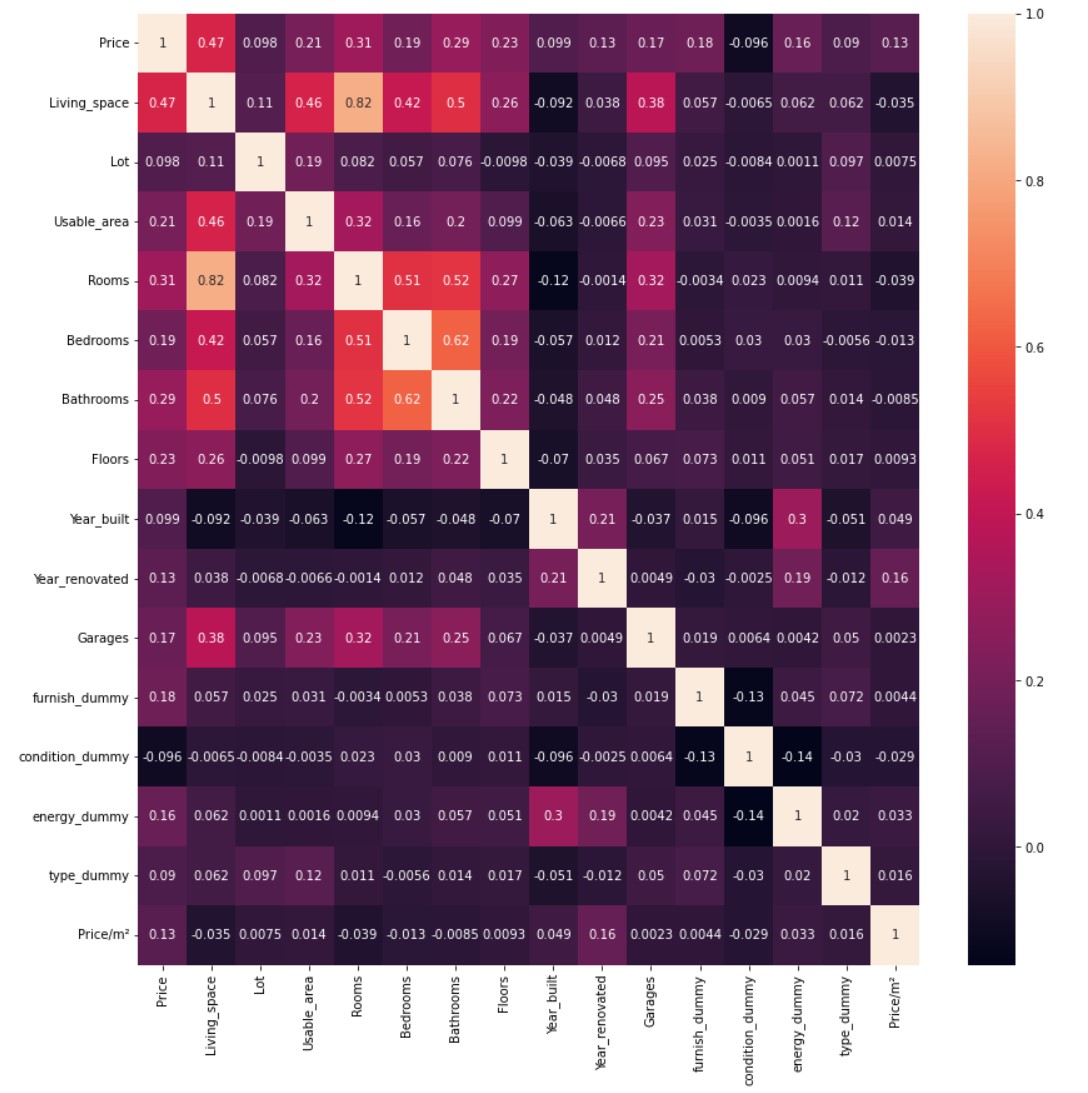 Price 1 0.47 0.098 0.21 0.31 0.19 0.29 0.23 0.099 0.13 0.17 0.18 -0.096 0.16 0.09 0.13
Living_space 0.47 1 0.11 0.46 0.82 0.42 0.5 0.26 -0.092 0.038 0.38 0.057 -0.0065 0.062 0.062 -0.035
Lot 0.098 0.11 1 0.19 0.082 0.057 0.076 -0.0098 -0.039 -0.0068 0.095 0.025 -0.0084 0.0011 0.097 0.0075
Usable_area 0.21 0.46 0.19 1 0.32 0.16 0.2 0.099 -0.063 -0.0066 0.23 0.031 -0.0035 0.0016 0.12 0.014
Rooms 0.31 0.82 0.082 0.32 1 0.51 0.52 0.27 -0.12 -0.0014 0.32 -0.0034 0.023 0.0094 0.011 -0.039
Bedrooms 0.19 0.42 0.057 0.16 0.51 1 0.62 0.19 -0.057 0.012 0.21 0.0053 0.03 0.03 -0.0056 -0.013
Bathrooms 0.29 0.5 0.076 0.2 0.52 0.62 1 0.22 -0.048 0.048 0.25 0.038 0.009 0.057 0.014 -0.0085
Floors 0.23 0.26 -0.0098 0.099 0.27 0.19 0.22 1 -0.07 0.035 0.067 0.073 0.011 0.051 0.017 0.0093
Year_built 0.099 -0.092 -0.039 -0.063 -0.12 -0.057 -0.048 -0.07 1 0.21 -0.037 0.015 -0.096 0.3 -0.051 0.049
Year_renovated 0.13 0.038 -0.0068 -0.0066 -0.0014 0.012 0.048 0.035 0.21 1 0.0049 -0.03 -0.0025 0.19 -0.012 0.16
Garages 0.17 0.38 0.095 0.23 0.32 0.21 0.25 0.067 -0.037 0.0049 1 0.019 0.0064 0.0042 0.05 0.0023
furnish_dummy 0.18 0.057 0.025 0.031 -0.0034 0.0053 0.038 0.073 0.015 -0.03 0.019 1 -0.13 0.045 0.072 0.0044
condition_dummy -0.096 -0.0065 -0.0084 -0.0035 0.023 0.03 0.009 0.011 -0.096 -0.0025 0.0064 -0.13 1 -0.14 -0.03 -0.029
energy_dummy 0.16 0.062 0.0011 0.0016 0.0094 0.03 0.057 0.051 0.3 0.19 0.0042 0.045 -0.14 1 0.02 0.033
type_dummy 0.09 0.062 0.097 0.12 0.011 -0.0056 0.014 0.017 -0.051 -0.012 0.05 0.072 -0.03 0.02 1 0.016
Price/m² 0.13 -0.035 0.0075 0.014 -0.039 -0.013 -0.0085 0.0093 0.049 0.16 0.0023 0.0044 -0.029 0.033 0.016 1
Price
Living_space
Lot
Usable_area
Rooms
Bedrooms
Bathrooms
Floors
Year_built
Year_renovated
Garages
furnish_dummy
condition_dummy
energy_dummy
type_dummy
Price/m²
1.0
0.8
0.6
0.4
0.2
0.0